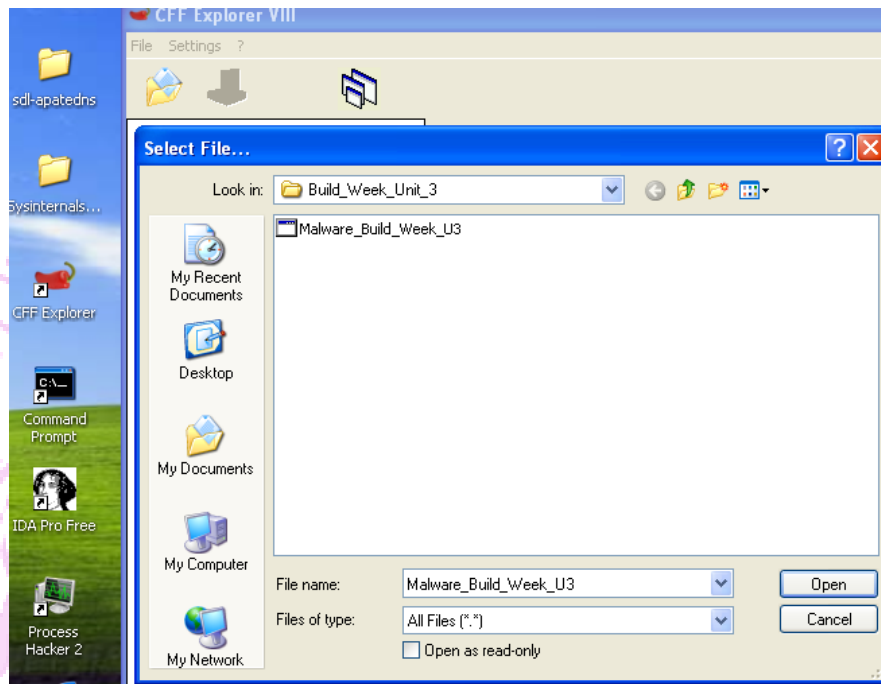 CFF Explorer VIII
File Settings ?
sdl-apatedns
Sysinternals...
CFF Explorer
C:\_
Command
Prompt
IDA Pro Free
Process
Hacker 2
Select File...
?
Look in:
Build_Week_Unit_3
Malware_Build_Week_U3
My Recent
Documents
Desktop
My Documents
My Computer
My Network
File name:
Malware_Build_Week_U3
Open
Files of type:
All Files (*.*)
Cancel
Open as read-only